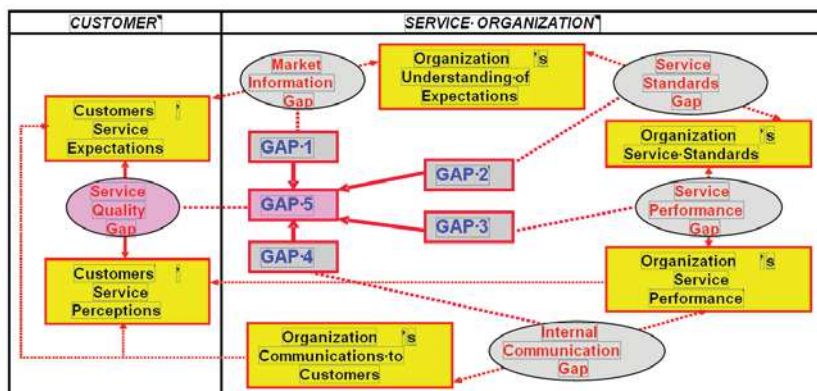 CUSTOMER
SERVICE· ORGANIZATION
Market
Information
Gap
Organization 's
Understanding·of
Expectations
Service
Standards
Gap
Customers '
Service
Expectations
GAP·1
Organization 's
Service·Standards
GAP·2
Service
Quality
Gap
GAP·5
Service
Performance
Gap
GAP·3
GAP·4
Customers '
Service
Perceptions
Organization 's
Service
Performance
Organization 's
Communications·to
Customers
Internal
Communication
Gap